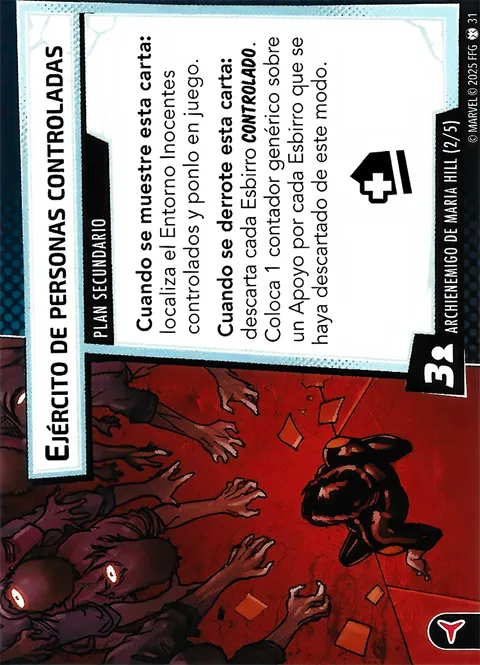 EJÉRCITO DE PERSONAS CONTROLADAS
PLAN SECUNDARIO
Cuando se muestre esta carta:
localiza el Entorno Inocentes
controlados y ponlo en juego.
Cuando se derrote esta carta:
descarta cada Esbirro CONTROLADO.
Coloca 1 contador genérico sobre
un Apoyo por cada Esbirro que se
haya descartado de este modo.
3
ARCHIENEMIGO DE MARIA HILL (2/5)
© MARVEL © 2025 FFG 31